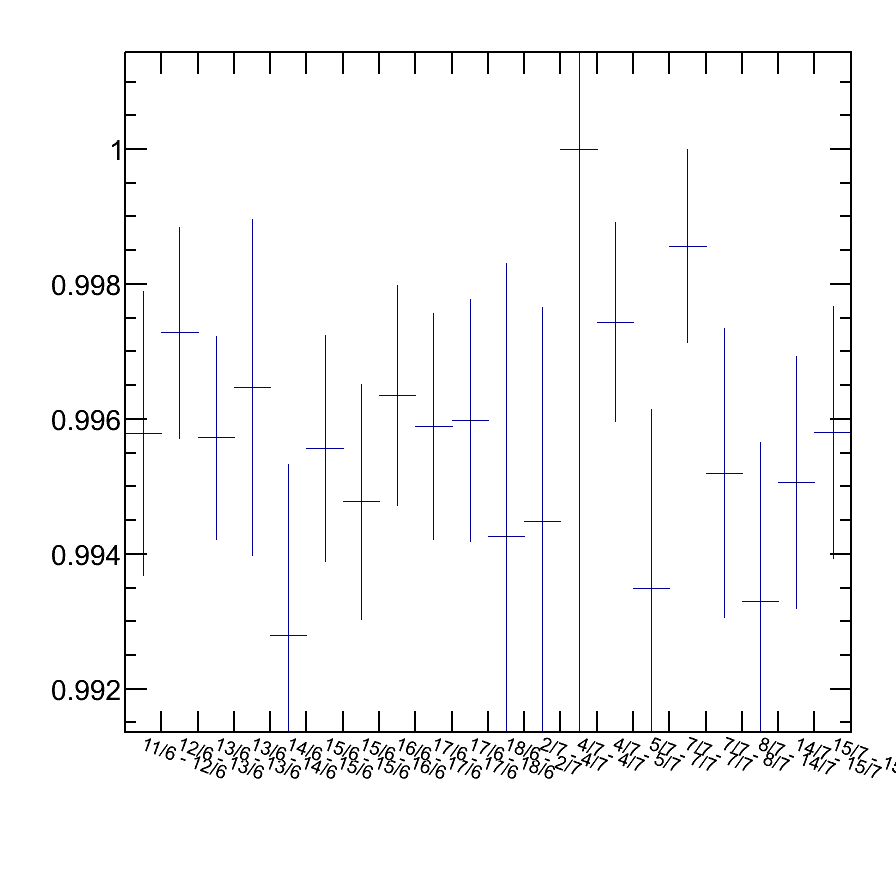 1
0.998
0.996
0.994
0.992
11/6 - 12/6
12/6 - 13/6
13/6 - 13/6
13/6 - 14/6
14/6 - 15/6
15/6 - 15/6
15/6 - 16/6
16/6 - 17/6
17/6 - 17/6
17/6 - 18/6
18/6 - 2/7
2/7 - 4/7
4/7 - 4/7
4/7 - 5/7
5/7 - 7/7
7/7 - 7/7
7/7 - 8/7
8/7 - 14/7
14/7 - 15/7
15/7 -